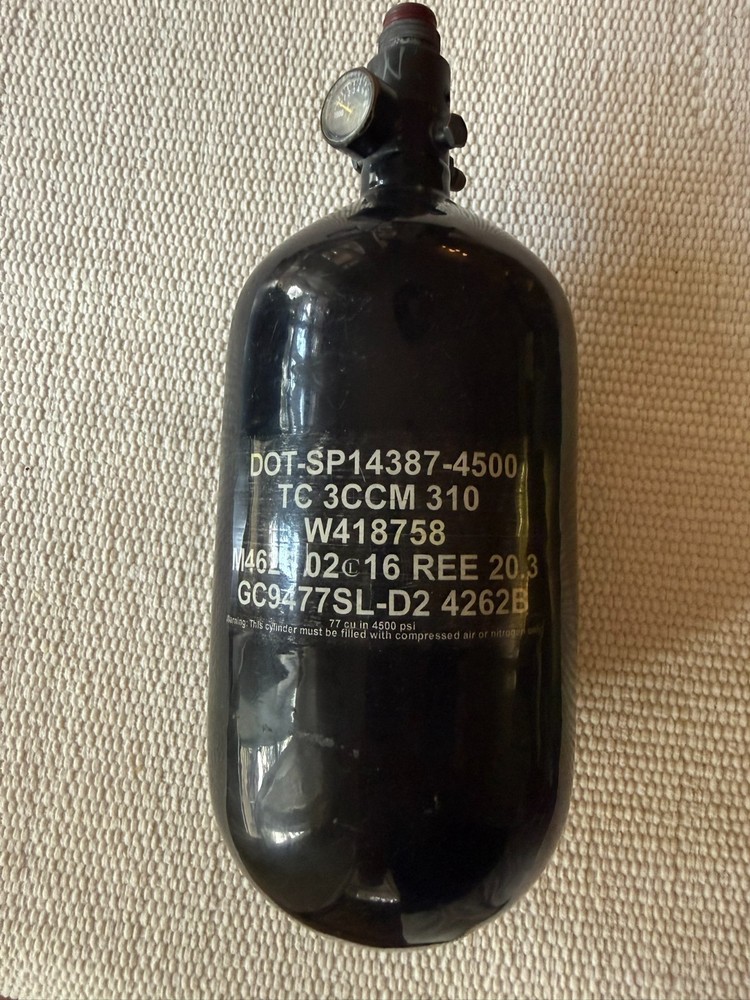 DOT-SP14387-4500
TC 3CCM 310
W418758
02 16 REE 20.3
GC9477SL-D2 4262B
77 cu in 4500 psi
Warning: This cylinder must be filled with compressed air or nitrogen